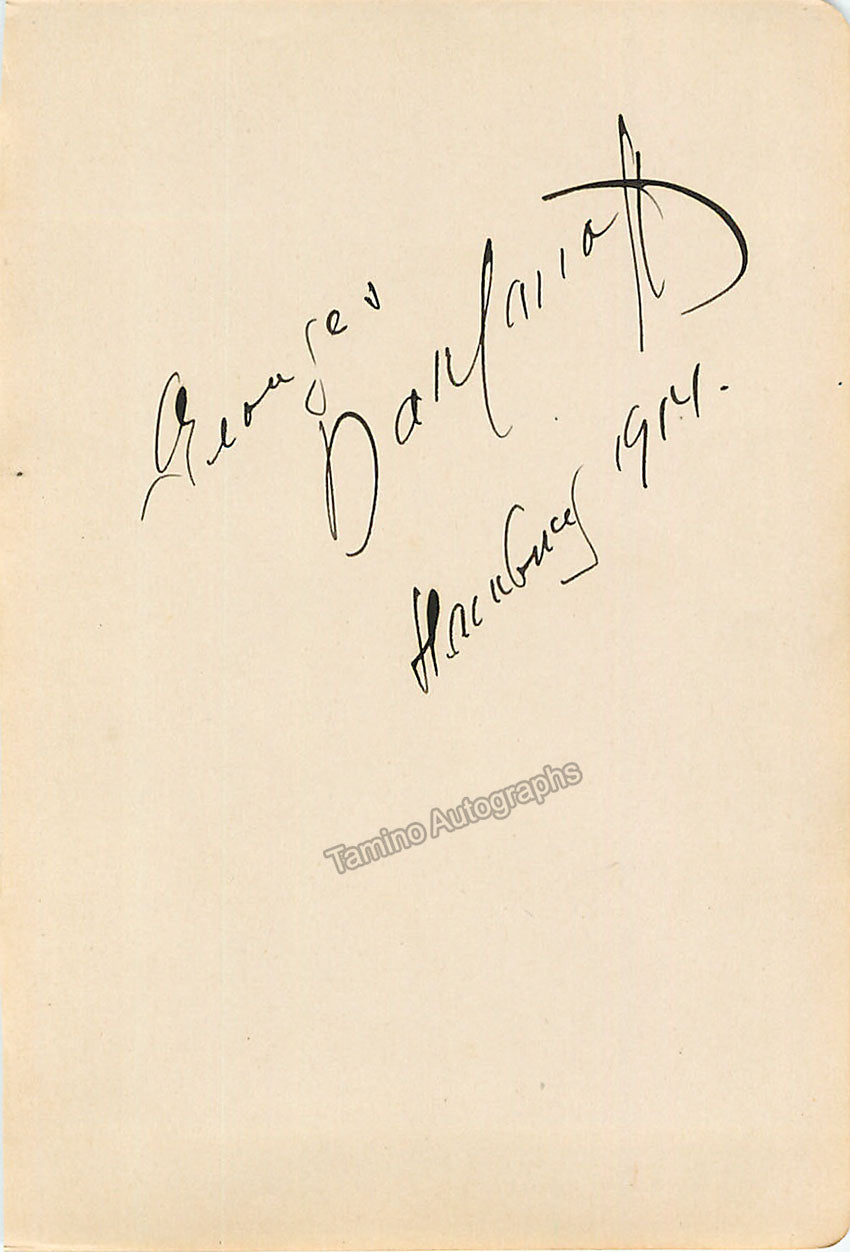 Georges
Baklanoff
Hamburg 1914.
Tamino Autographs